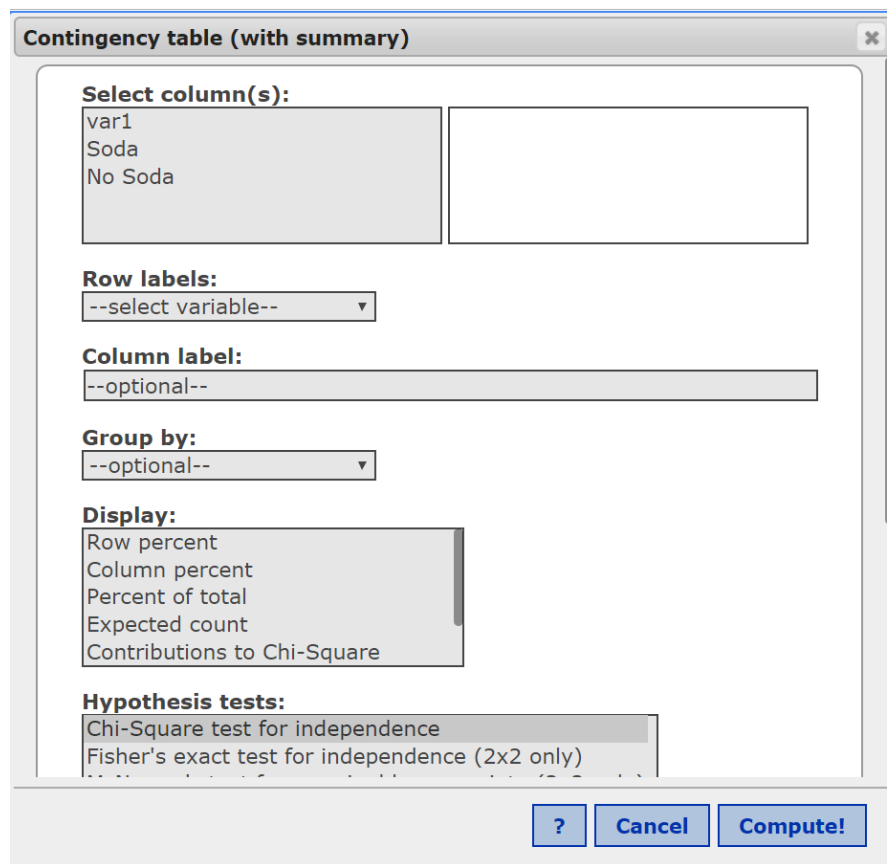 Contingency table (with summary)
Select column(s):
var1
Soda
No Soda
Row labels:
--select variable--
Column label:
--optional--
Group by:
--optional--
Display:
Row percent
Column percent
Percent of total
Expected count
Contributions to Chi-Square
Hypothesis tests:
Chi-Square test for independence
Fisher's exact test for independence (2x2 only)
? Cancel Compute!